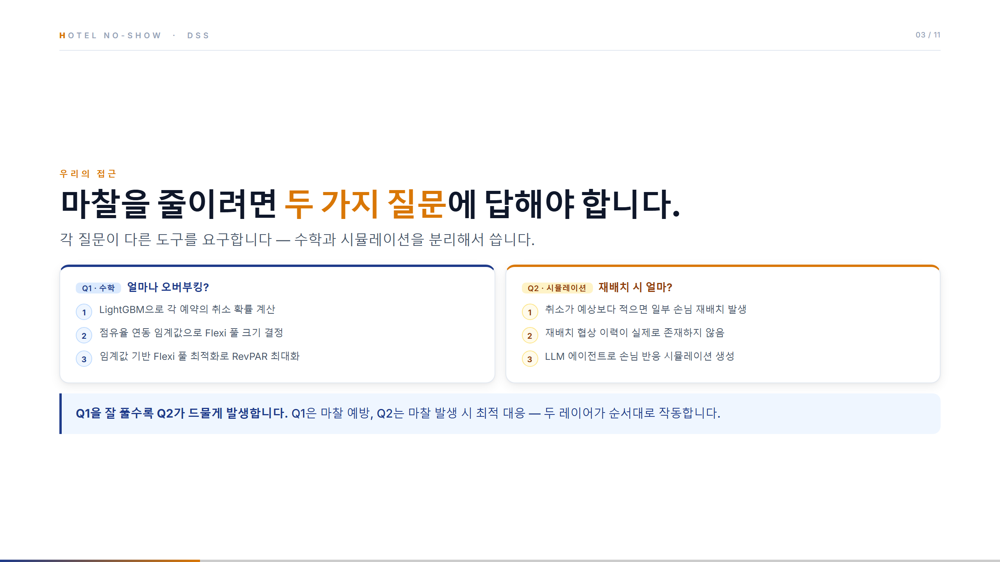 HOTEL NO-SHOW · DSS
03 / 11
우리의 접근
마찰을 줄이려면 두 가지 질문에 답해야 합니다.
각 질문이 다른 도구를 요구합니다 — 수학과 시뮬레이션을 분리해서 씁니다.
Q1 · 수학 얼마나 오버부킹?
1 LightGBM으로 각 예약의 취소 확률 계산
2 점유율 연동 임계값으로 Flexi 풀 크기 결정
3 임계값 기반 Flexi 풀 최적화로 RevPAR 최대화
Q2 · 시뮬레이션 재배치 시 얼마?
1 취소가 예상보다 적으면 일부 손님 재배치 발생
2 재배치 협상 이력이 실제로 존재하지 않음
3 LLM 에이전트로 손님 반응 시뮬레이션 생성
Q1을 잘 풀수록 Q2가 드물게 발생합니다. Q1은 마찰 예방, Q2는 마찰 발생 시 최적 대응 — 두 레이어가 순서대로 작동합니다.